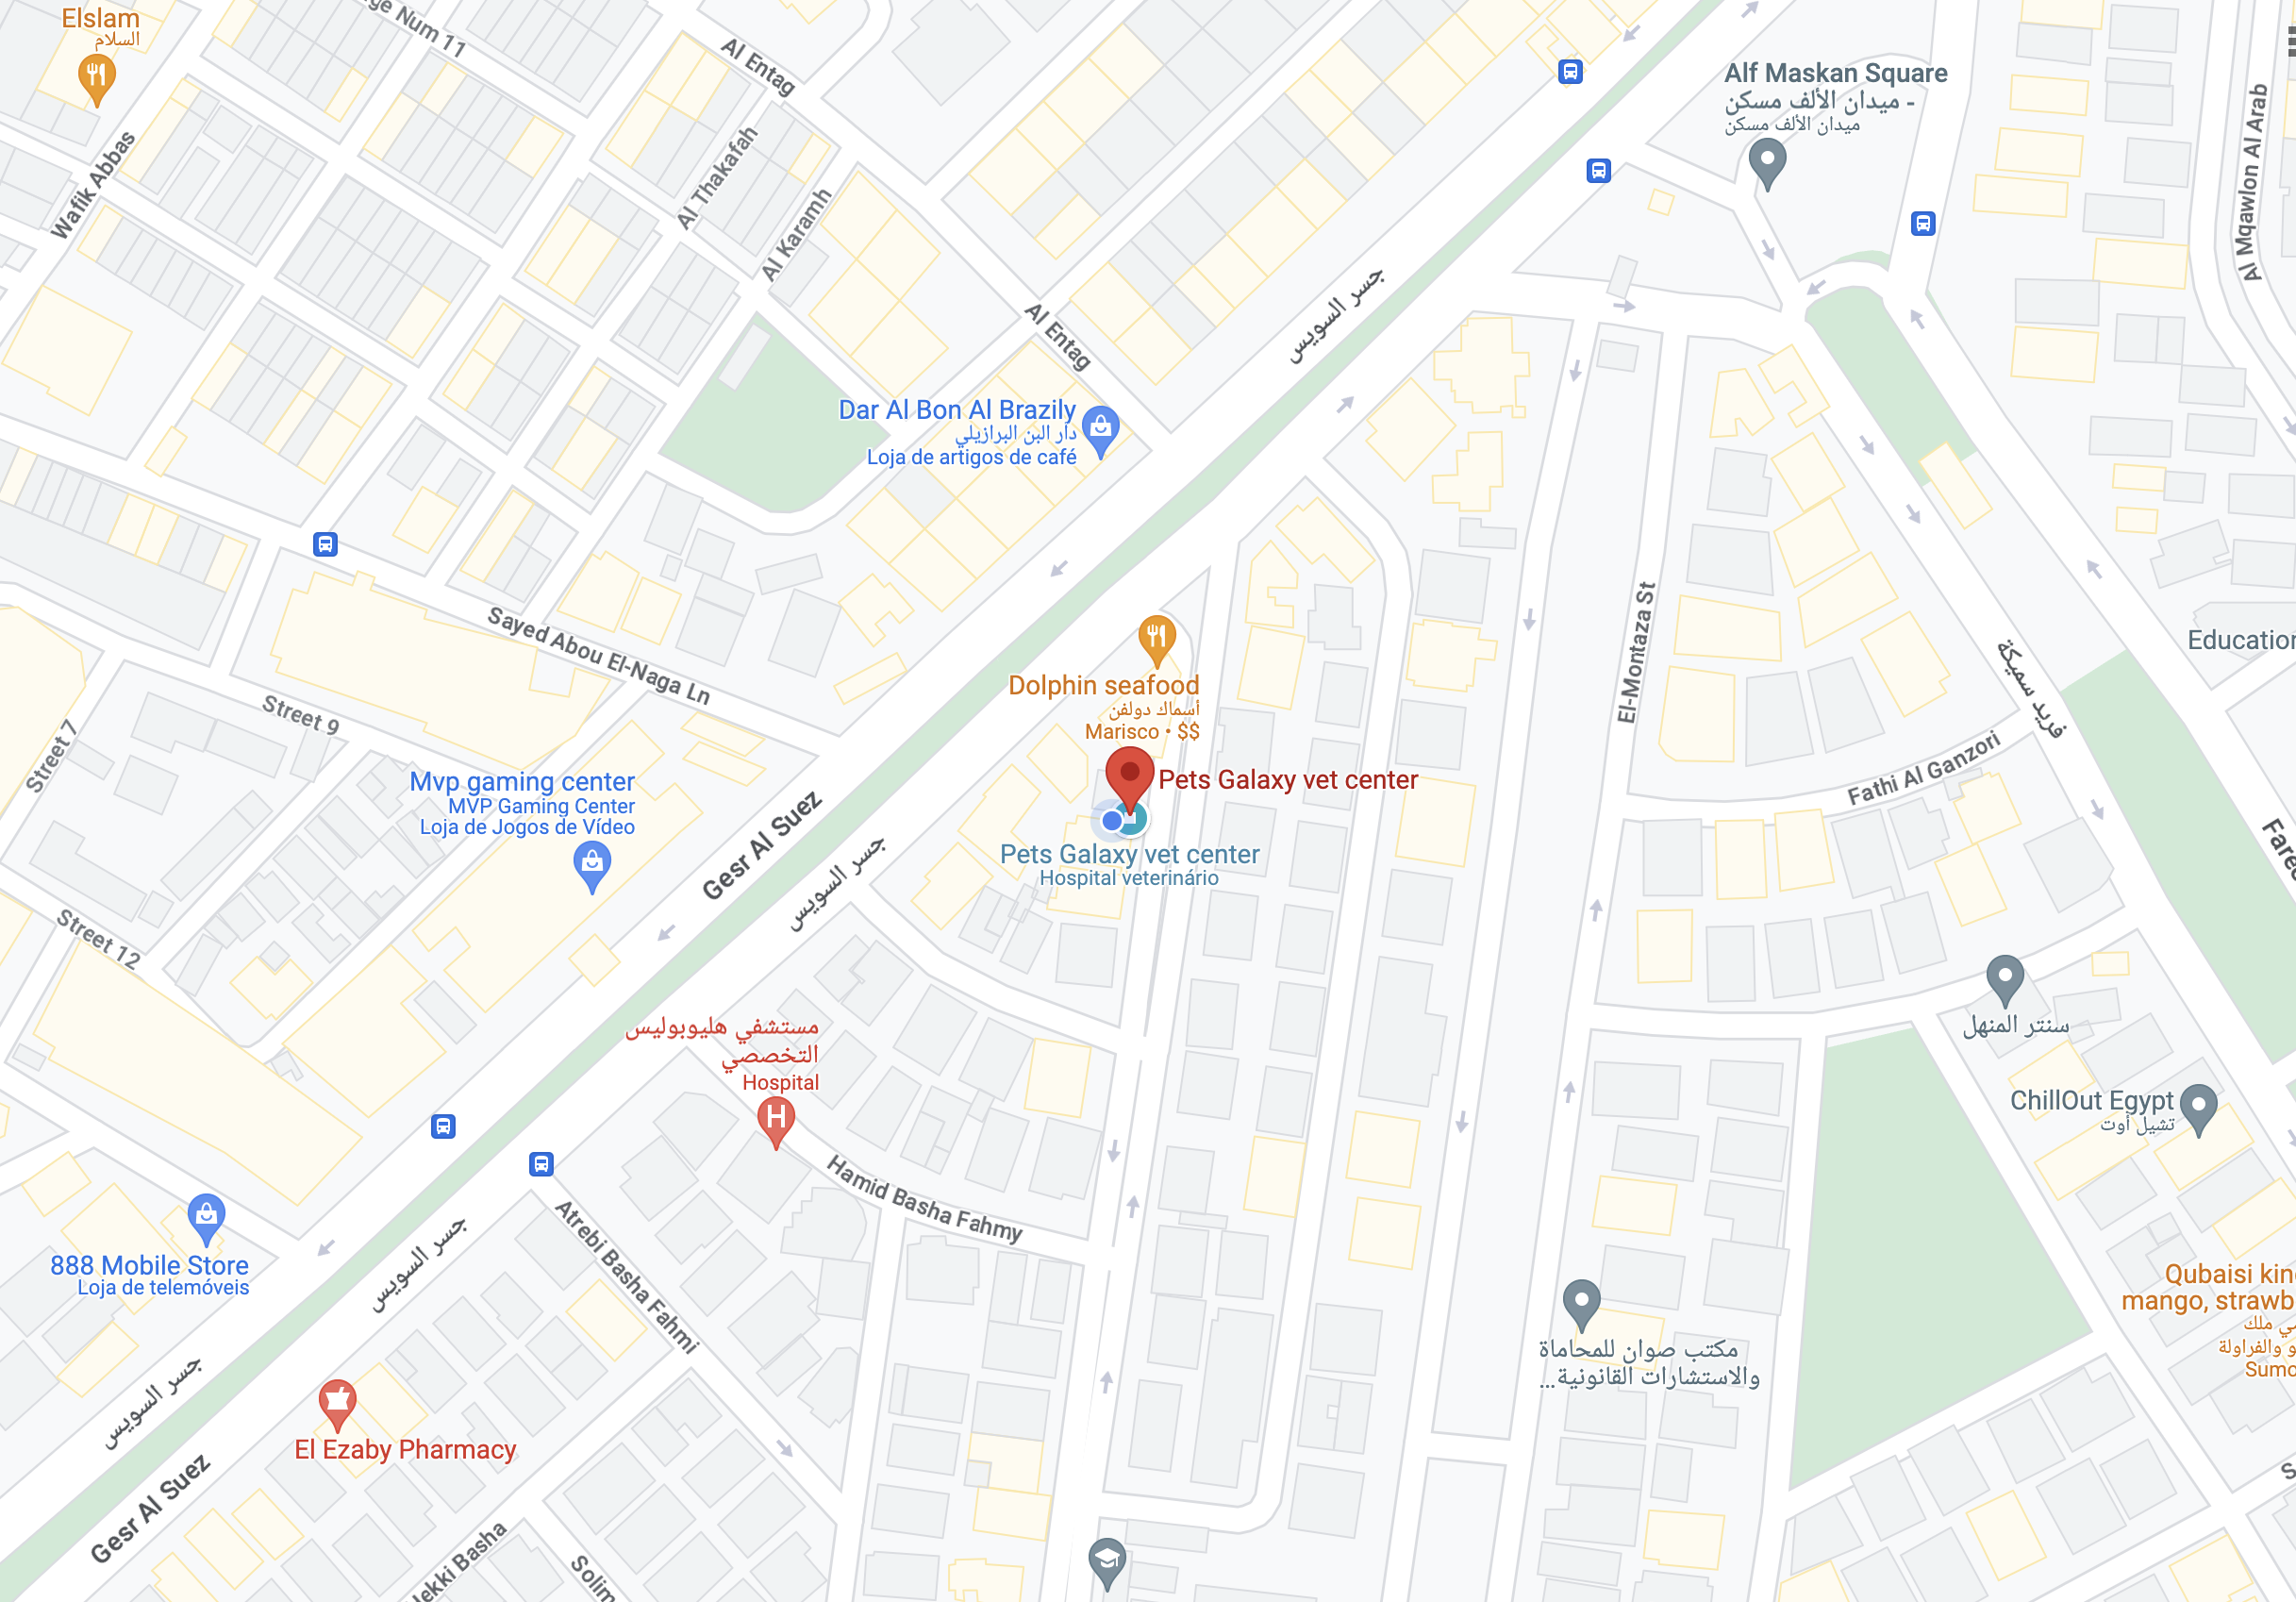 Elslam
السلام
ge Num 11
Al Entag
Alf Maskan Square
- ميدان الألف مسكن
ميدان الألف مسكن
Al Mqawlon Al Arab
Wafik Abbas
Al Thakafah
Al Karamh
Al Entag
جسر السويس
Dar Al Bon Al Brazily
دار البن البرازيلي
Loja de artigos de café
Sayed Abou El-Naga Ln
El-Montaza St
فريد سميكة
Education
Dolphin seafood
أسماك دولفن
Marisco • $$
Street 9
Street 7
Pets Galaxy vet center
Mvp gaming center
MVP Gaming Center
Loja de Jogos de Vídeo
Fathi Al Ganzori
Gesr Al Suez
جسر السويس
Pets Galaxy vet center
Hospital veterinário
Fare
Street 12
سنتر المنهل
مستشفي هليوبوليس
التخصصي
Hospital
H
ChillOut Egypt
تشيل أوت
Hamid Basha Fahmy
Atrebi Basha Fahmi
888 Mobile Store
Loja de telemóveis
جسر السويس
Qubaisi kin
mango, strawb
ي ملك
و والفراولة
Sumo
مكتب صوان للمحاماة
والاستشارات القانونية...
جسر السويس
El Ezaby Pharmacy
Gesr Al Suez
ekki Basha
Solim